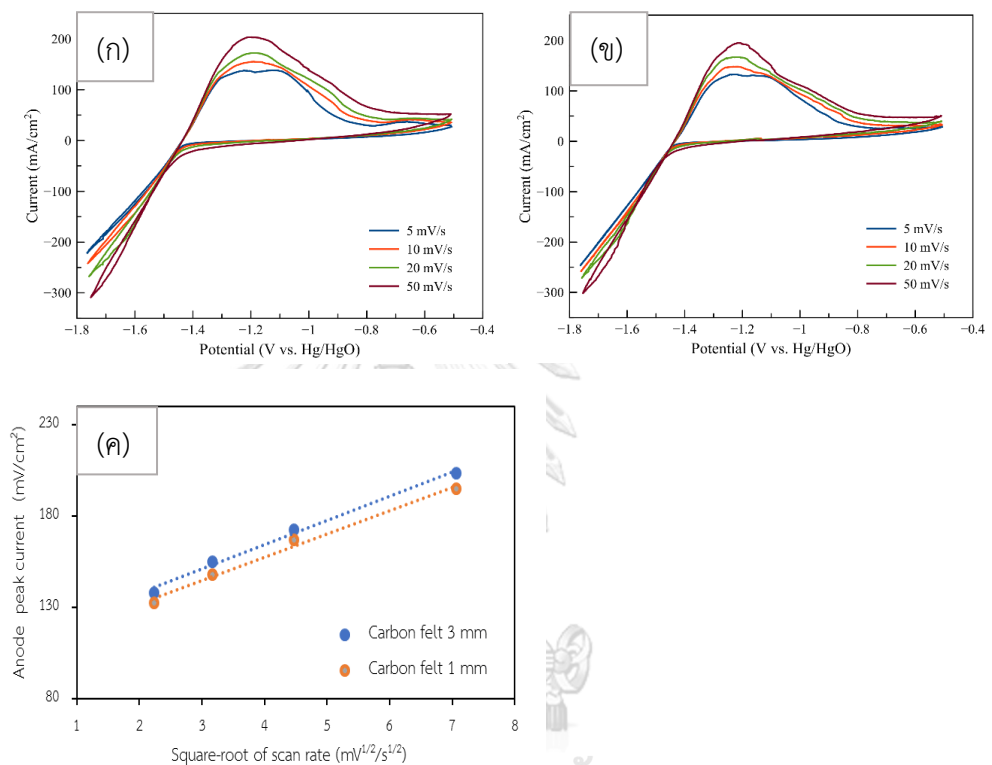 (ก)
200
100
0
−100
−200
−300
Current (mA/cm²)
5 mV/s
10 mV/s
20 mV/s
50 mV/s
−1.8 −1.6 −1.4 −1.2 −1 −0.8 −0.6 −0.4
Potential (V vs. Hg/HgO)
(ข)
200
100
0
−100
−200
−300
Current (mA/cm²)
5 mV/s
10 mV/s
20 mV/s
50 mV/s
−1.8 −1.6 −1.4 −1.2 −1 −0.8 −0.6 −0.4
Potential (V vs. Hg/HgO)
(ค)
230
180
130
80
Anode peak current (mV/cm²)
Carbon felt 3 mm
Carbon felt 1 mm
1 2 3 4 5 6 7 8
Square-root of scan rate (mV^1/2/s^1/2)